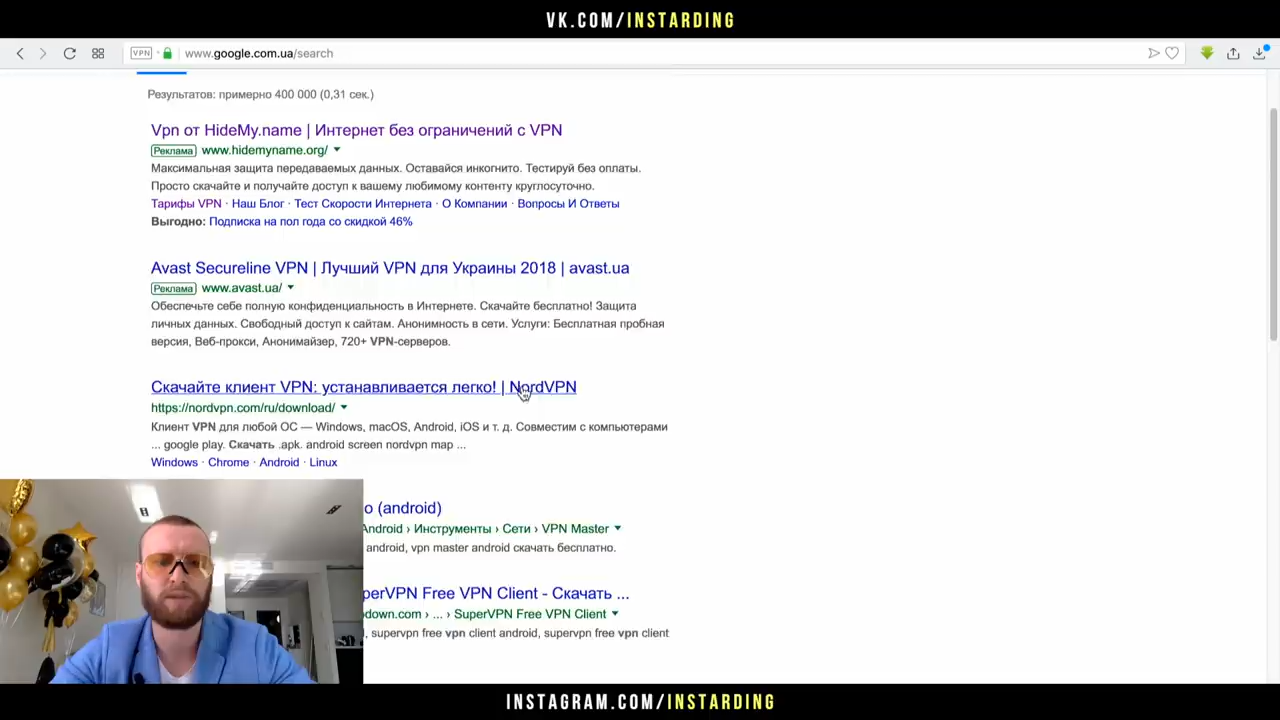 VK.COM/INSTARDING
VPN
www.google.com.ua/search
Результатов: примерно 400 000 (0,31 сек.)
Vpn от HideMy.name | Интернет без ограничений с VPN
Реклама www.hidemyname.org/
Максимальная защита передаваемых данных. Оставайся инкогнито. Тестируй без оплаты.
Просто скачайте и получайте доступ к вашему любимому контенту круглосуточно.
Тарифы VPN · Наш Блог · Тест Скорости Интернета · О Компании · Вопросы И Ответы
Выгодно: Подписка на пол года со скидкой 46%
Avast Secureline VPN | Лучший VPN для Украины 2018 | avast.ua
Реклама www.avast.ua/
Обеспечьте себе полную конфиденциальность в Интернете. Скачайте бесплатно! Защита
личных данных. Свободный доступ к сайтам. Анонимность в сети. Услуги: Бесплатная пробная
версия, Веб-прокси, Анонимайзер, 720+ VPN-серверов.
Скачайте клиент VPN: устанавливается легко! | NordVPN
https://nordvpn.com/ru/download/
Клиент VPN для любой ОС — Windows, macOS, Android, iOS и т. д. Совместим с компьютерами
... google play. Скачать .apk. android screen nordvpn map ...
Windows · Chrome · Android · Linux
о (android)
Android › Инструменты › Сети › VPN Master
android, vpn master android скачать бесплатно.
perVPN Free VPN Client - Скачать ...
down.com › ... › SuperVPN Free VPN Client
, supervpn free vpn client android, supervpn free vpn client
INSTAGRAM.COM/INSTARDING